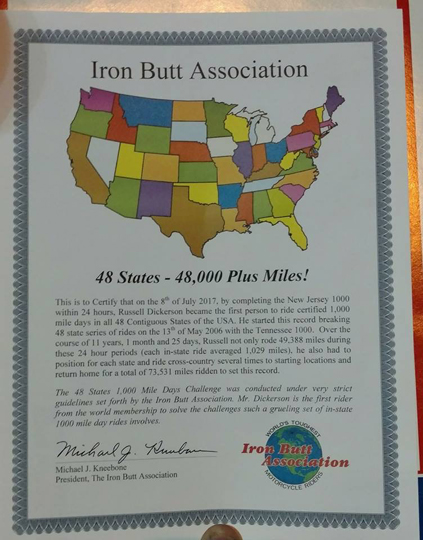 Iron Butt Association
48 States - 48,000 Plus Miles!
This is to Certify that on the 8th of July 2017, by completing the New Jersey 1000
within 24 hours, Russell Dickerson became the first person to ride certified 1,000
mile days in all 48 Contiguous States of the USA. He started this record breaking
48 state series of rides on the 13th of May 2006 with the Tennessee 1000. Over the
course of 11 years, 1 month and 25 days, Russell not only rode 49,388 miles during
these 24 hour periods (each in-state ride averaged 1,029 miles), he also had to
position for each state and ride cross-country several times to starting locations and
return home for a total of 73,531 miles ridden to set this record.
The 48 States 1,000 Mile Days Challenge was conducted under very strict
guidelines set forth by the Iron Butt Association. Mr. Dickerson is the first rider
from the world membership to solve the challenges such a grueling set of in-state
1000 mile day rides involves.
Michael J. Kneebone
Michael J. Kneebone
President, The Iron Butt Association
WORLD'S TOUGHEST
Iron Butt
Association
MOTORCYCLE RIDERS